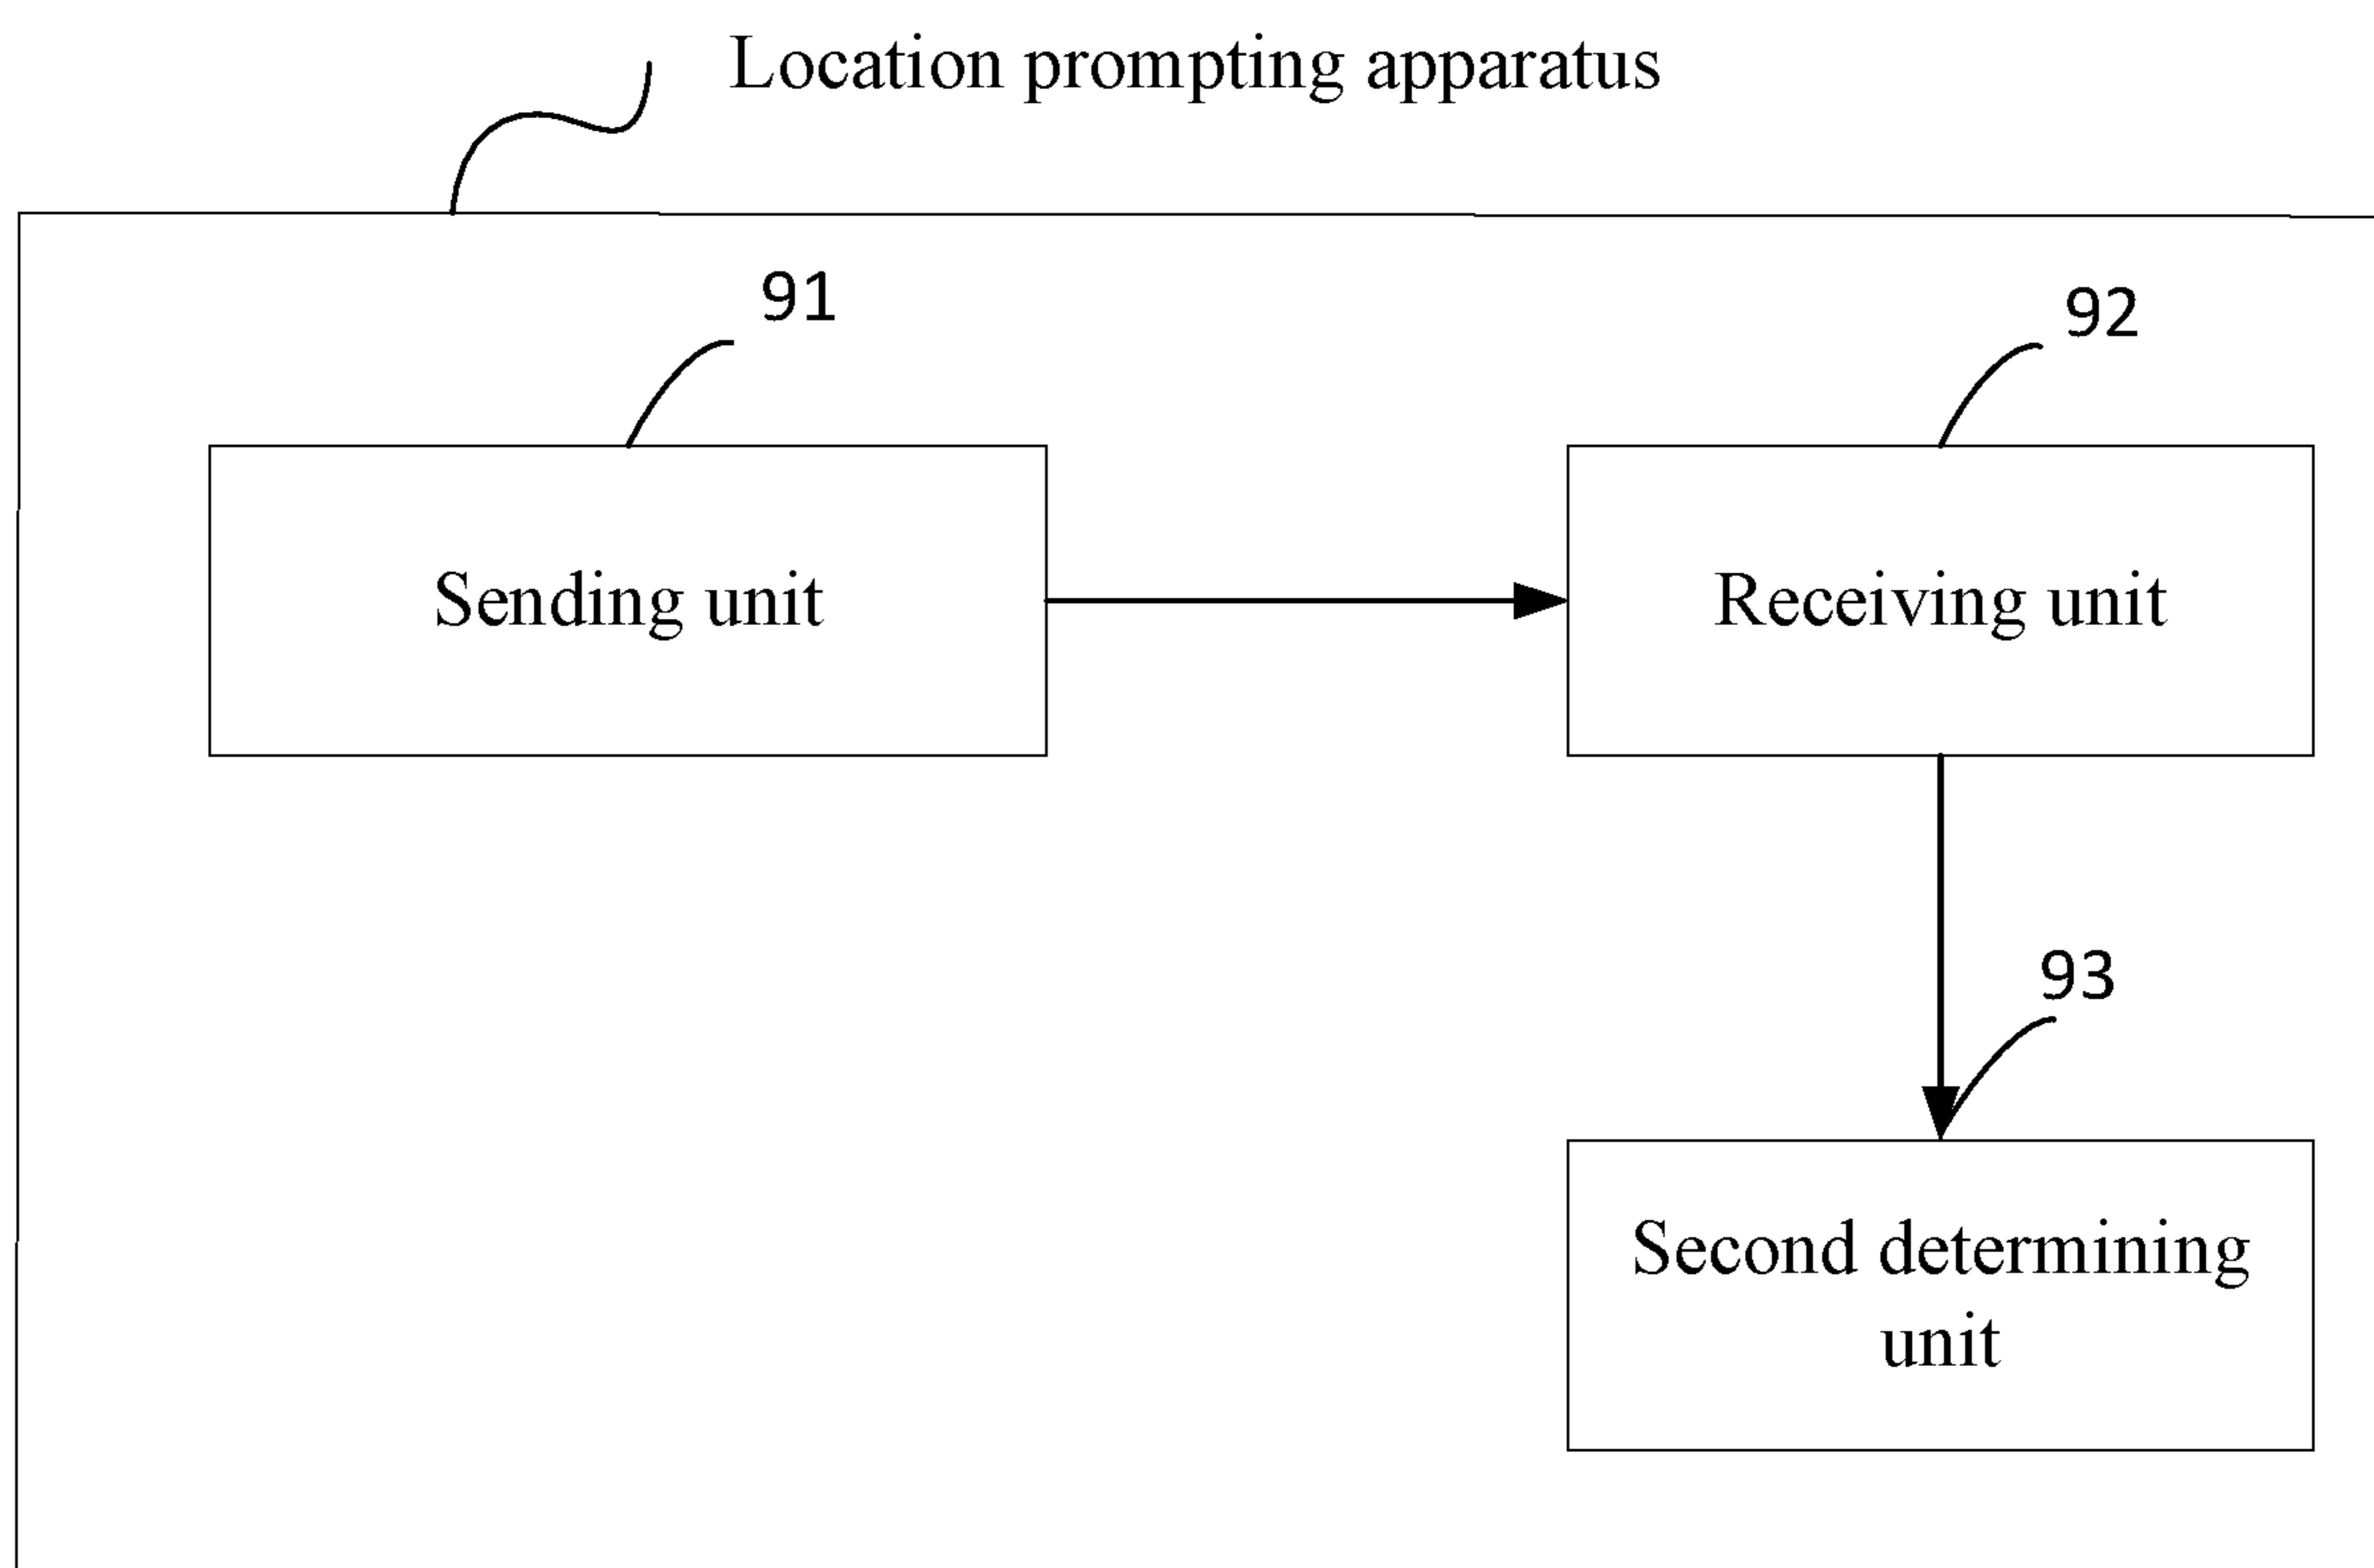 Location prompting apparatus
91
92
Sending unit
Receiving unit
93
Second determining
unit